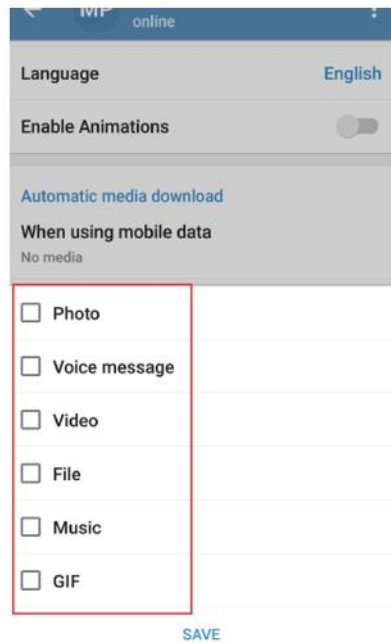 MP
online
Language English
Enable Animations
Automatic media download
When using mobile data
No media
Photo
Voice message
Video
File
Music
GIF
SAVE